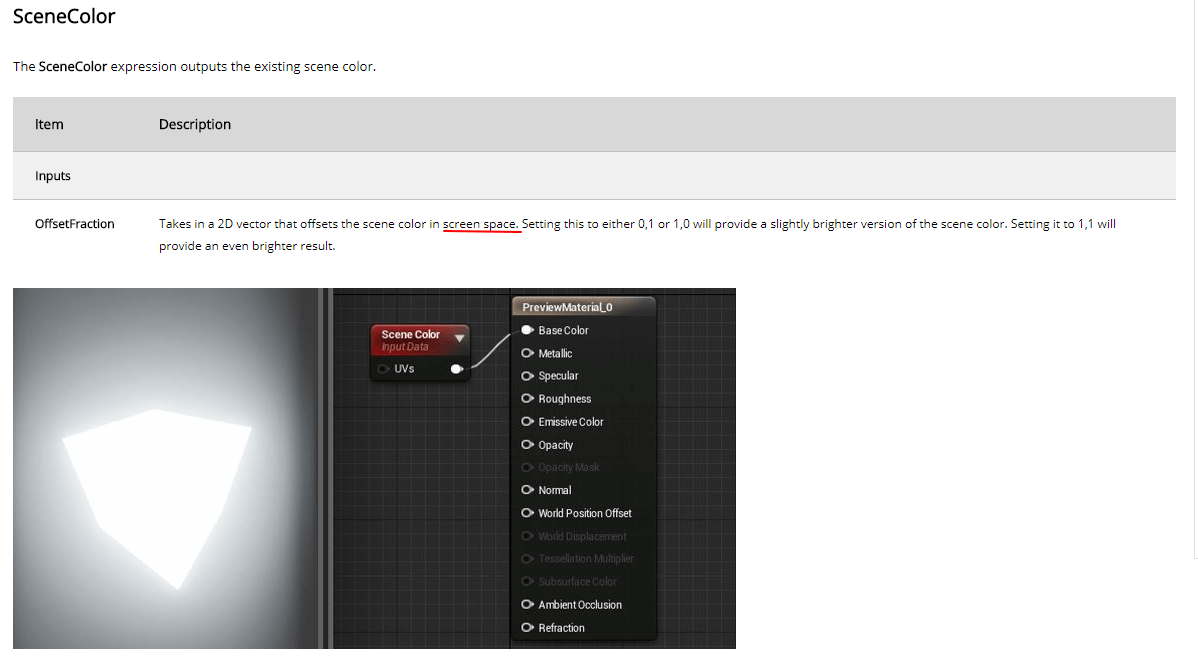 SceneColor
The SceneColor expression outputs the existing scene color.
Item Description
Inputs
OffsetFraction Takes in a 2D vector that offsets the scene color in screen space. Setting this to either 0,1 or 1,0 will provide a slightly brighter version of the scene color. Setting it to 1,1 will
provide an even brighter result.
Scene Color
Input Data
UVs
PreviewMaterial_0
Base Color
Metallic
Specular
Roughness
Emissive Color
Opacity
Opacity Mask
Normal
World Position Offset
World Displacement
Tessellation Multiplier
Subsurface Color
Ambient Occlusion
Refraction